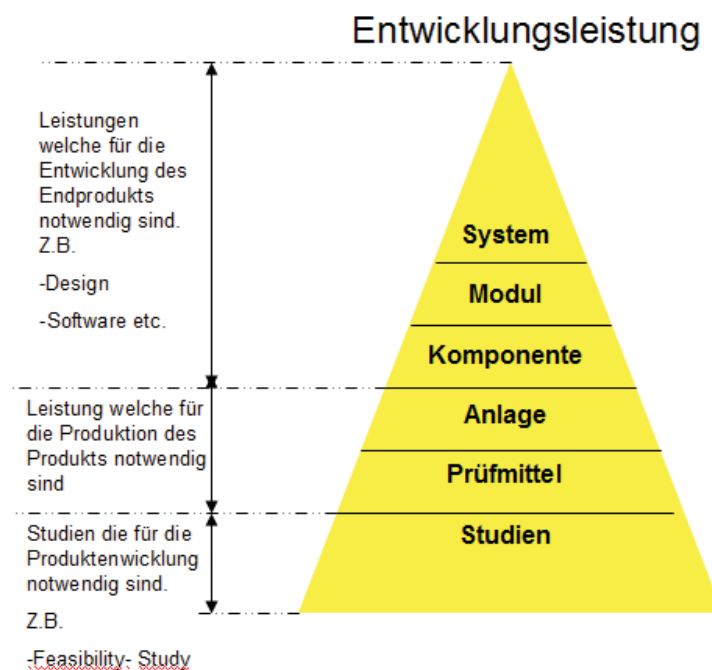 Entwicklungsleistung
Leistungen
welche für die
Entwicklung des
Endprodukts
notwendig sind.
Z.B.
-Design
-Software etc.
Leistung welche für
die Produktion des
Produkts notwendig
sind
Studien die für die
Produktenwicklung
notwendig sind.
Z.B.
-Feasibility- Study
System
Modul
Komponente
Anlage
Prüfmittel
Studien